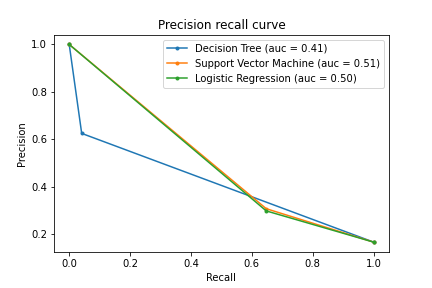 Precision recall curve
Decision Tree (auc = 0.41)
Support Vector Machine (auc = 0.51)
Logistic Regression (auc = 0.50)
Precision
1.0
0.8
0.6
0.4
0.2
0.0 0.2 0.4 0.6 0.8 1.0
Recall